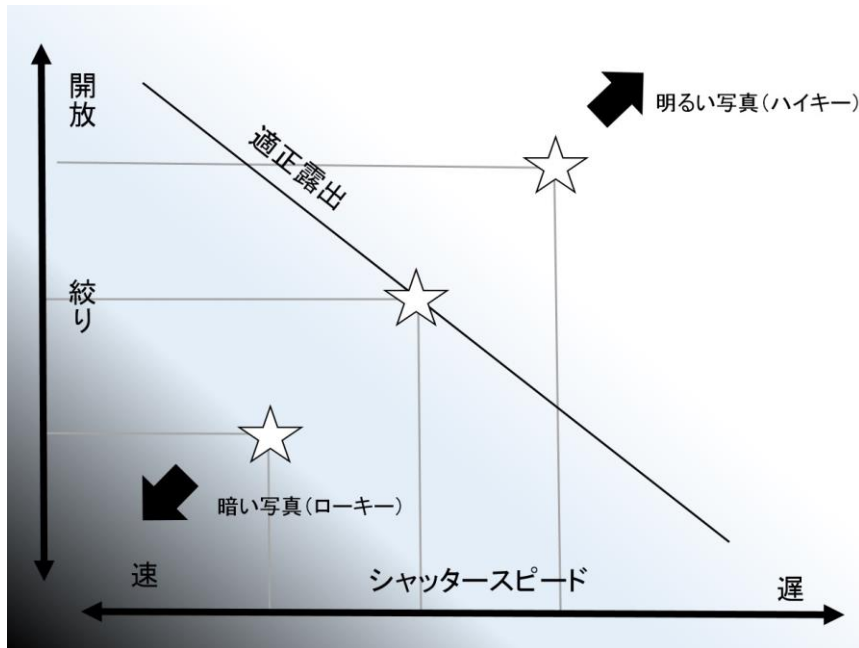 開放
明るい写真(ハイキー)
適正露出
絞り
暗い写真(ローキー)
速
シャッタースピード
遅